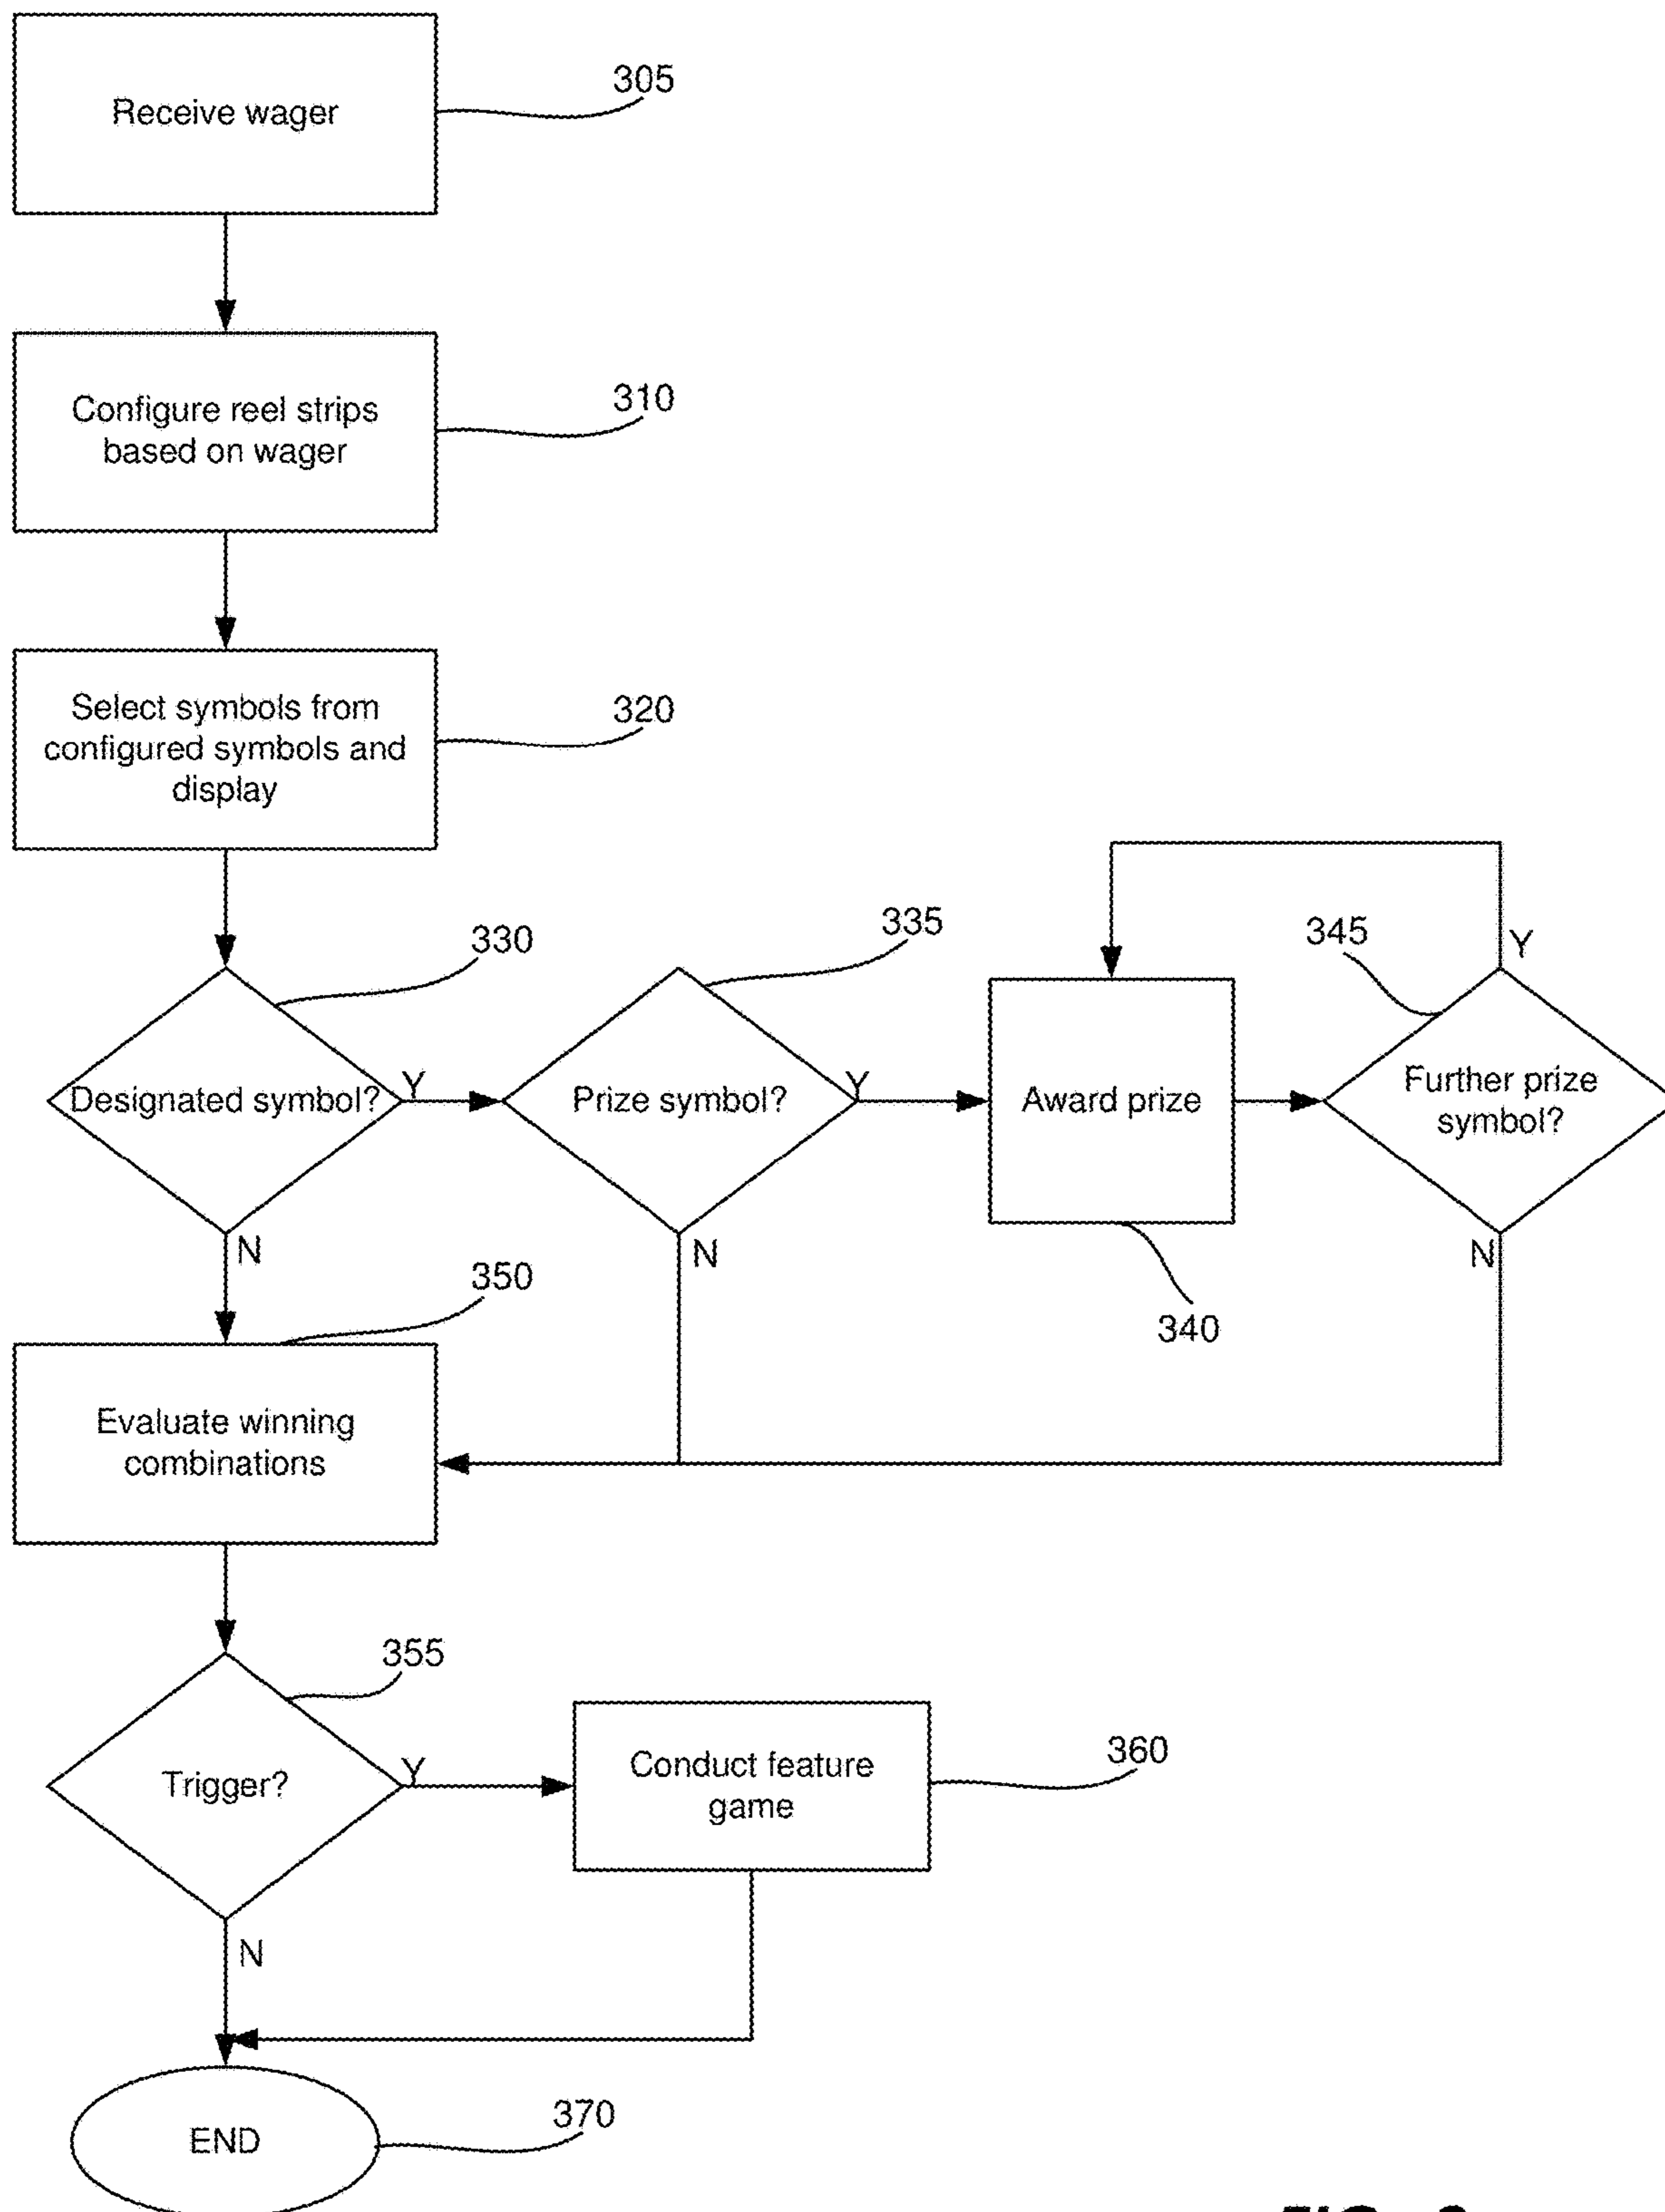 Receive wager
305
Configure reel strips
based on wager
310
Select symbols from
configured symbols and
display
320
330
Designated symbol?
Y
N
335
Prize symbol?
Y
N
Award prize
340
345
Further prize
symbol?
Y
N
350
Evaluate winning
combinations
355
Trigger?
Y
N
Conduct feature
game
360
END
370